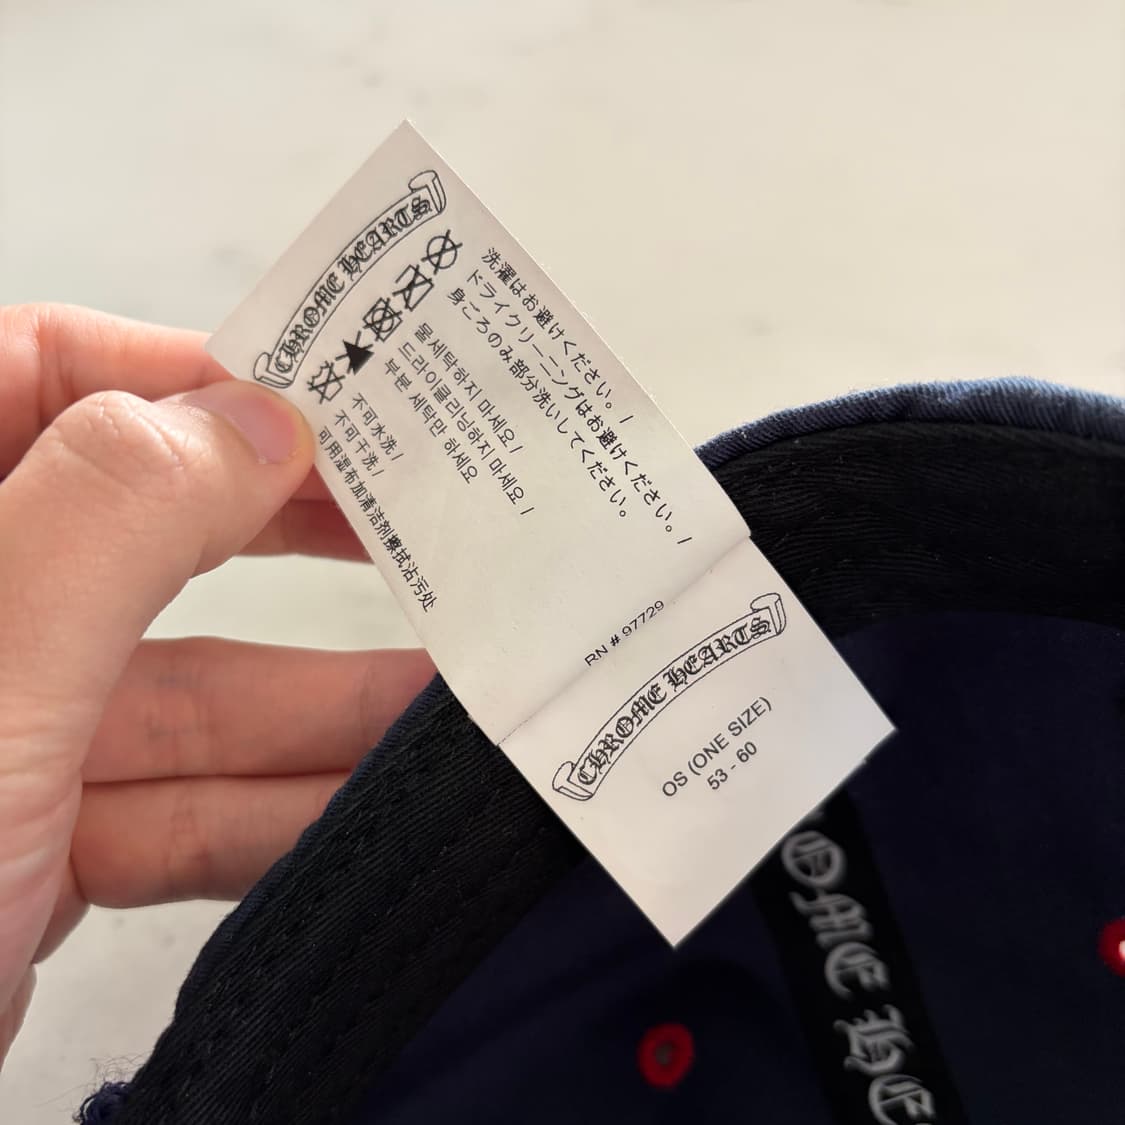 CHROME HEARTS
洗濯はお避けください。/
ドライクリーニングはお避けください。/
身ごろのみ部分洗いしてください。
물 세탁하지 마세요 /
드라이클리닝하지 마세요 /
부분 세탁만 하세요
不可水洗 /
不可干洗 /
可用湿布加清洁剂擦拭沾污处
RN # 97729
CHROME HEARTS
OS (ONE SIZE)
53 - 60
OME HE